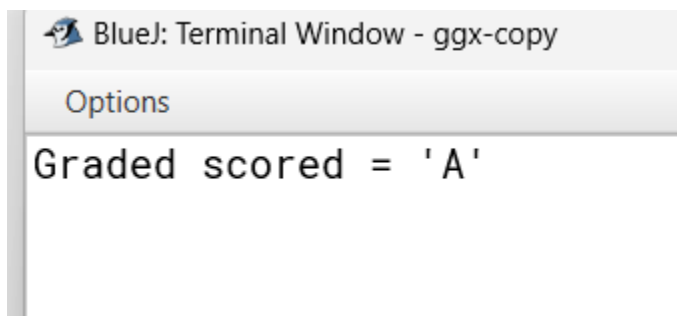 BlueJ: Terminal Window - ggx-copy
Options
Graded scored = 'A'